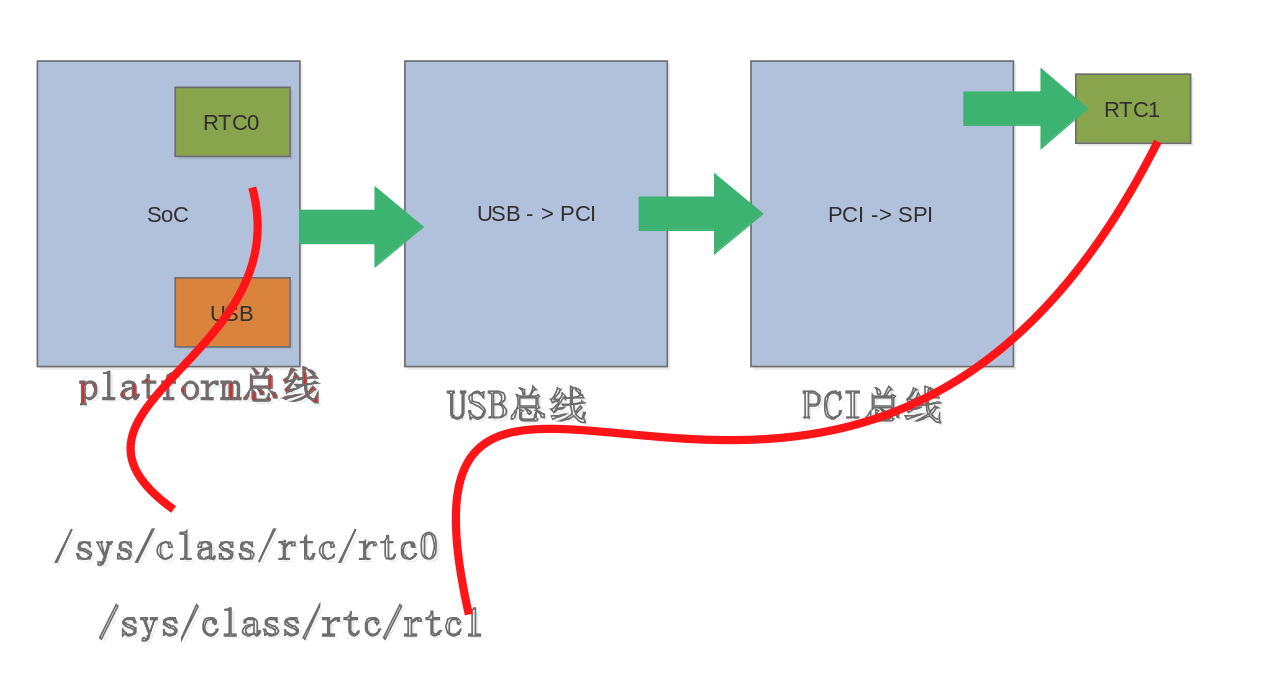 RTC0
SoC
USB
platform总线
USB - > PCI
USB总线
PCI -> SPI
PCI总线
RTC1
/sys/class/rtc/rtc0
/sys/class/rtc/rtc1